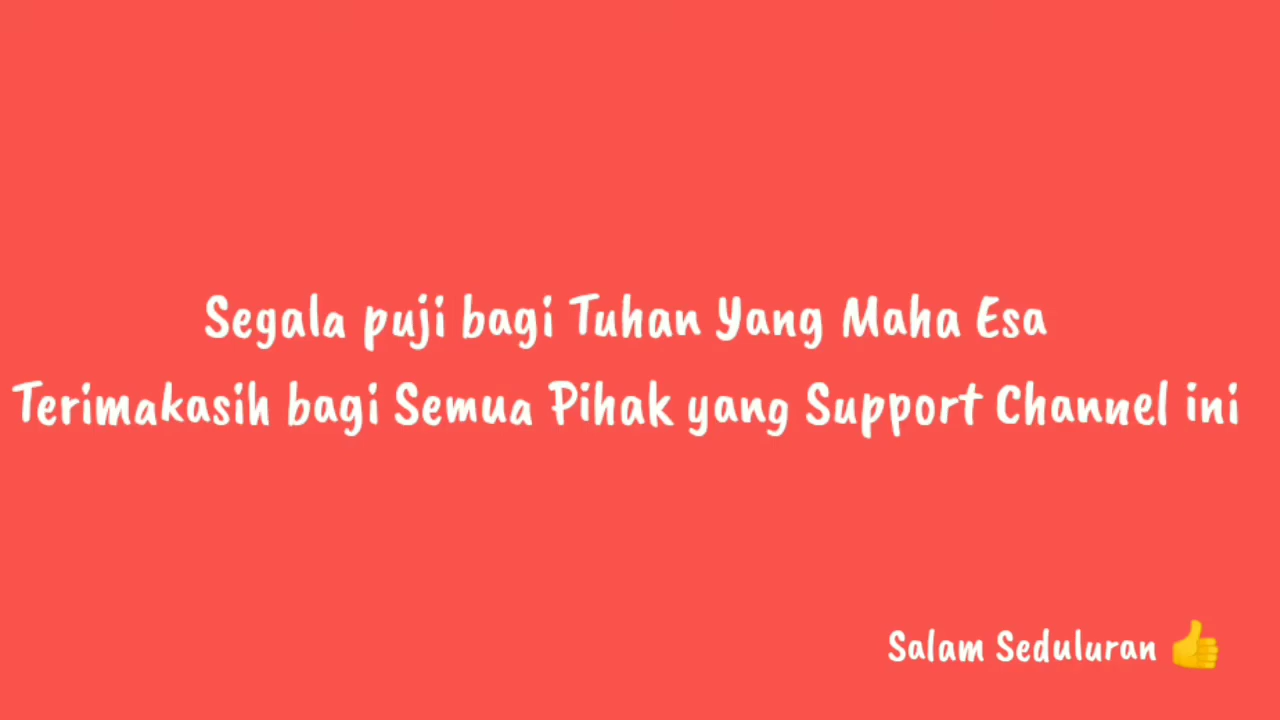 Segala puji bagi Tuhan Yang Maha Esa
Terimakasih bagi Semua Pihak yang Support Channel ini
Salam Seduluran 👍